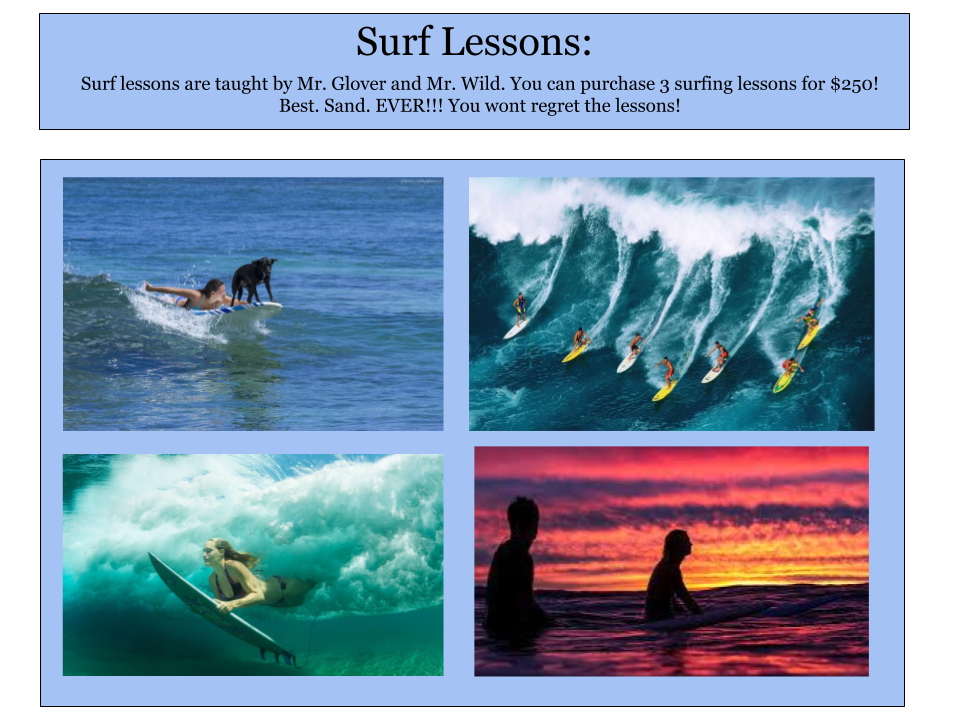 Surf Lessons:
Surf lessons are taught by Mr. Glover and Mr. Wild. You can purchase 3 surfing lessons for $250!
Best. Sand. EVER!!! You wont regret the lessons!